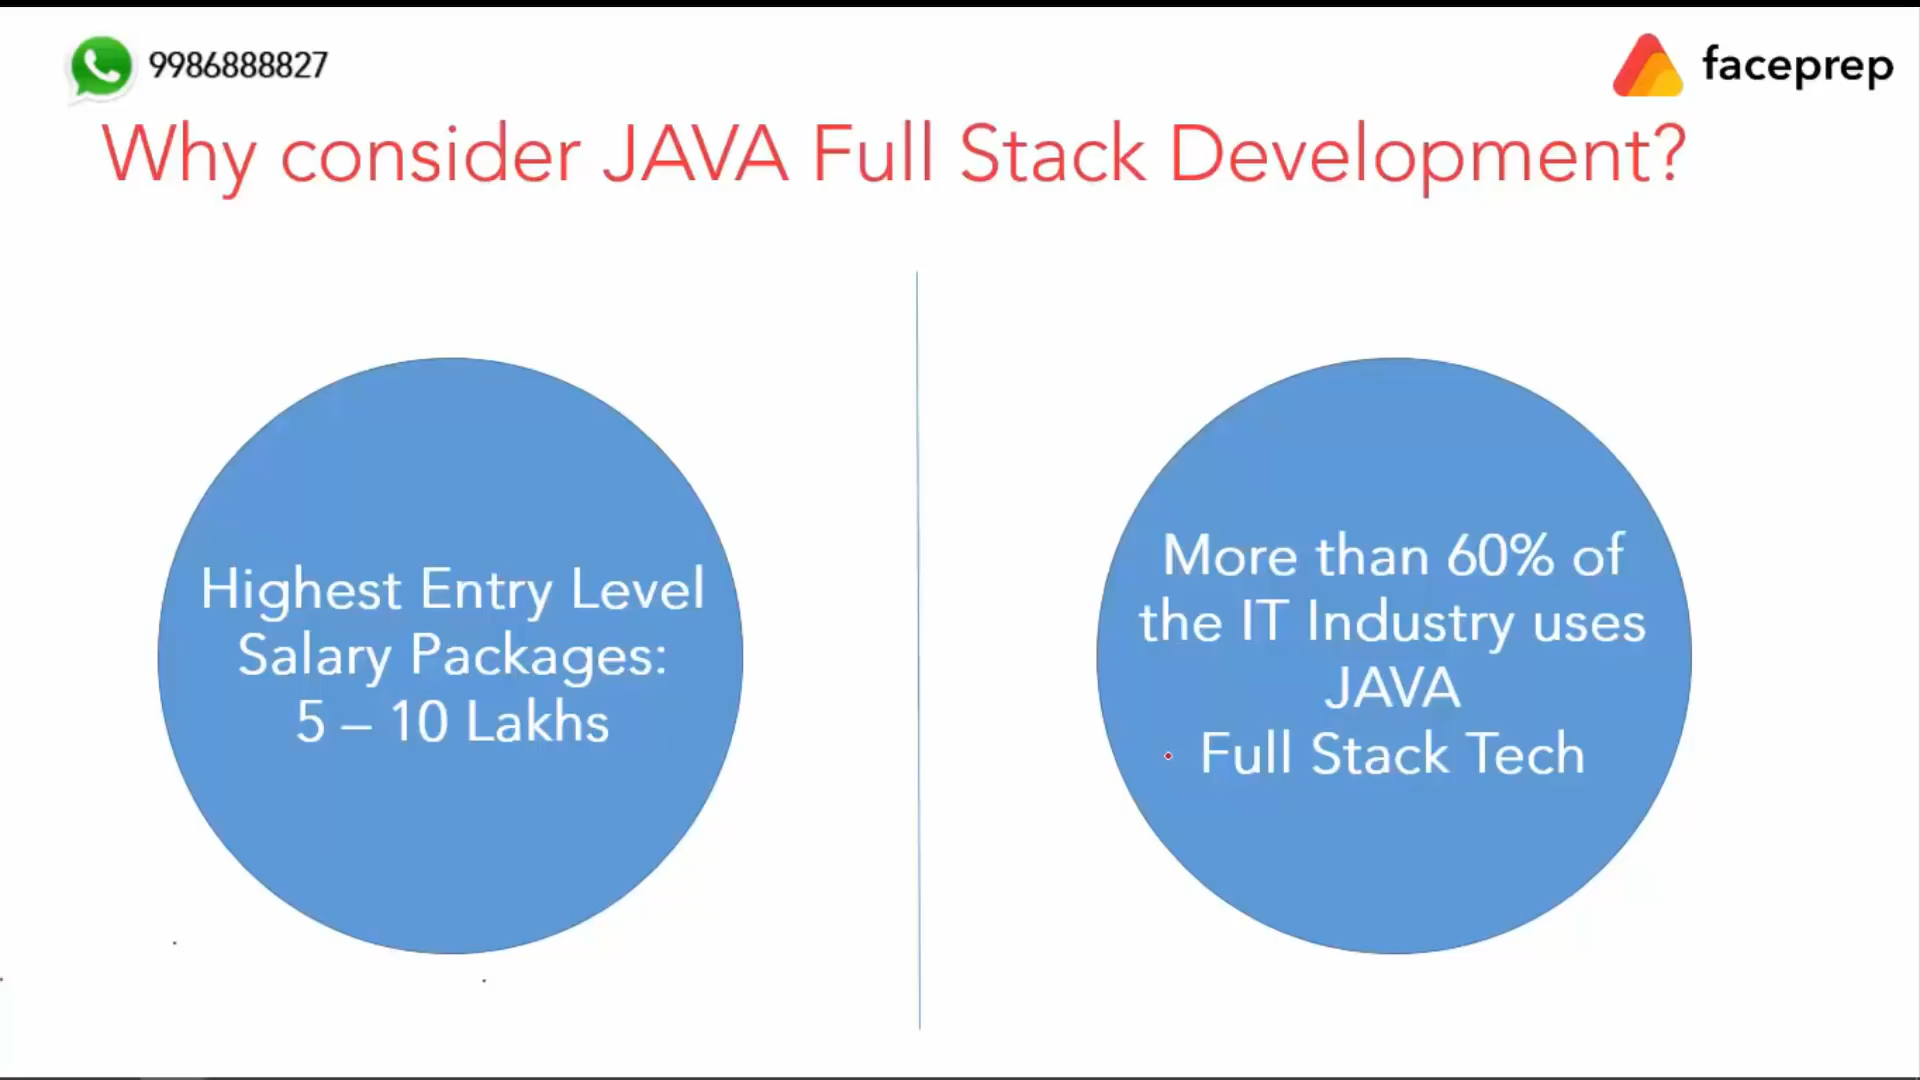 9986888827
faceprep
Why consider JAVA Full Stack Development?
Highest Entry Level
Salary Packages:
5 – 10 Lakhs
More than 60% of
the IT Industry uses
JAVA
Full Stack Tech